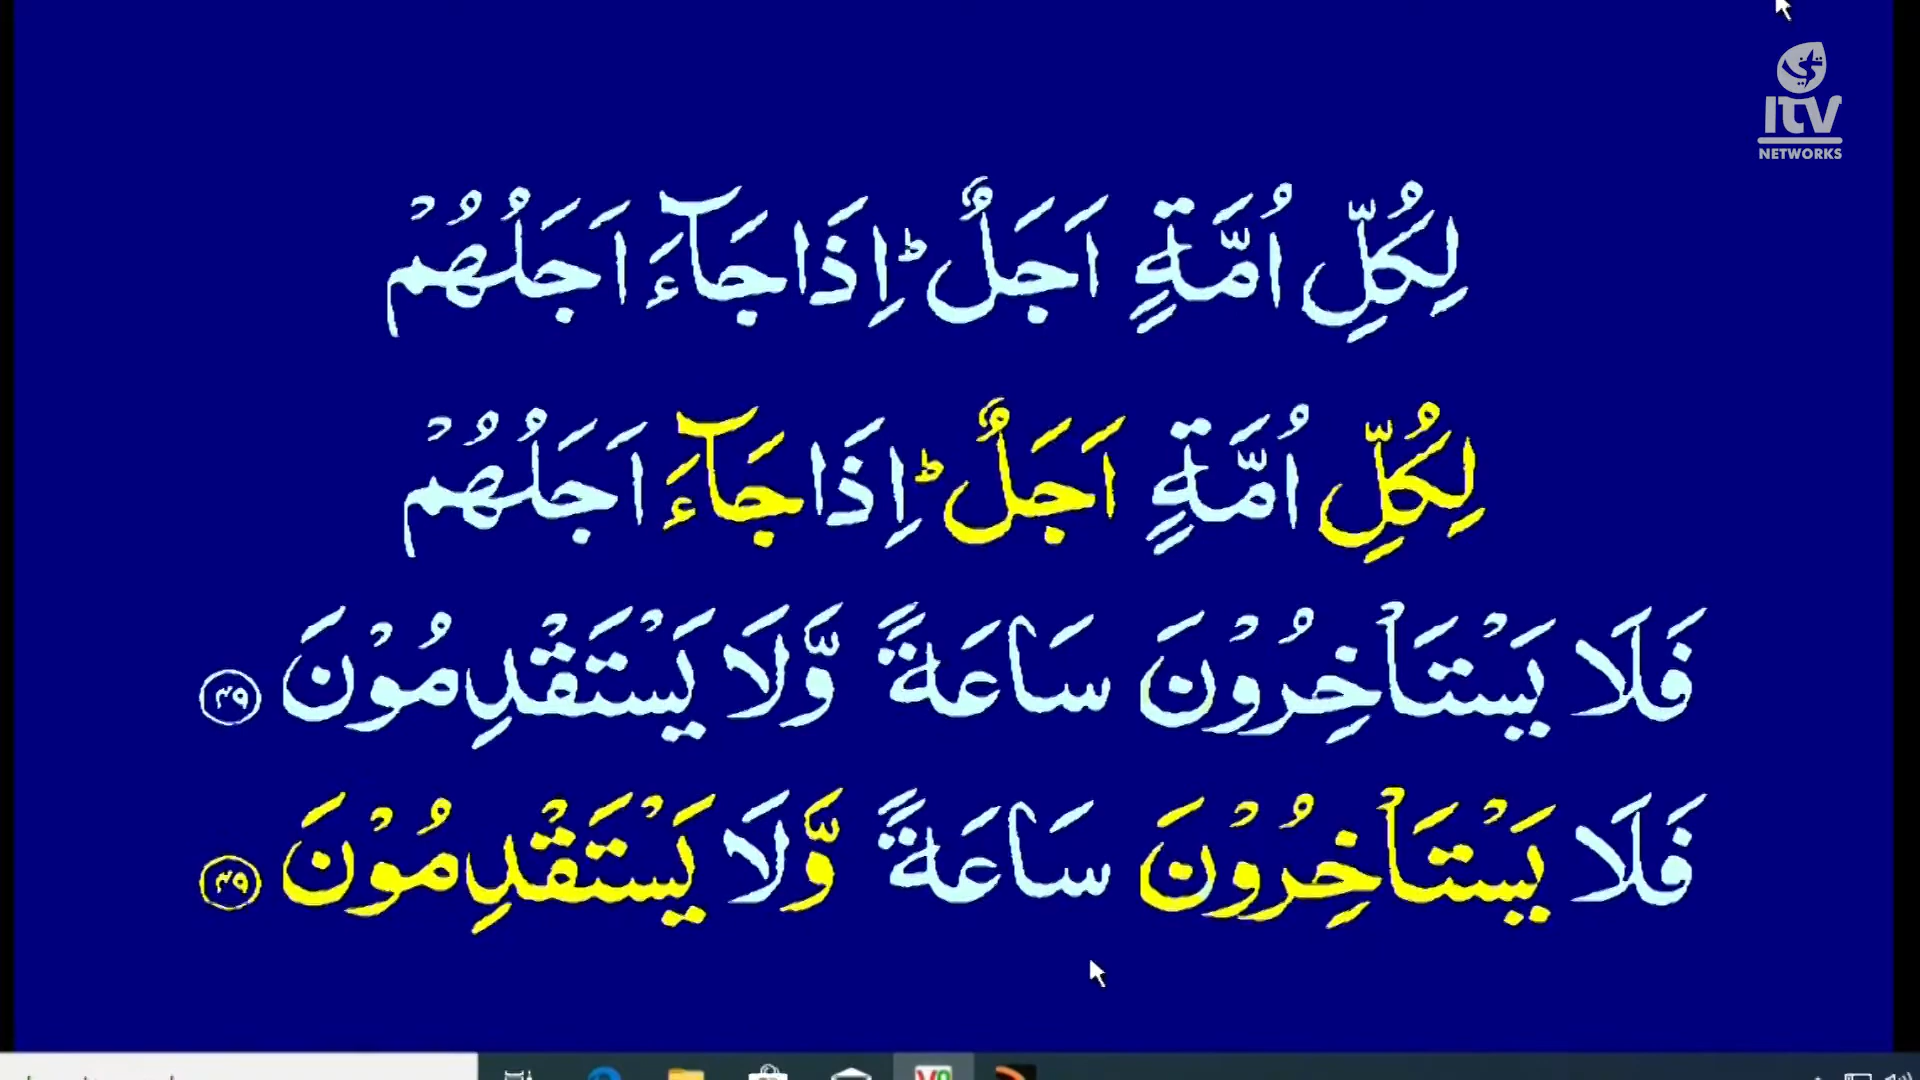 ITV
NETWORKS
لِكُلِّ اُمَّةٍ اَجَلٌ ؕ اِذَا جَآءَ اَجَلُهُمْ
لِكُلِّ اُمَّةٍ اَجَلٌ ؕ اِذَا جَآءَ اَجَلُهُمْ
فَلَا يَسْتَاْخِرُوْنَ سَاعَةً وَّلَا يَسْتَقْدِمُوْنَ ۴۹
فَلَا يَسْتَاْخِرُوْنَ سَاعَةً وَّلَا يَسْتَقْدِمُوْنَ ۴۹